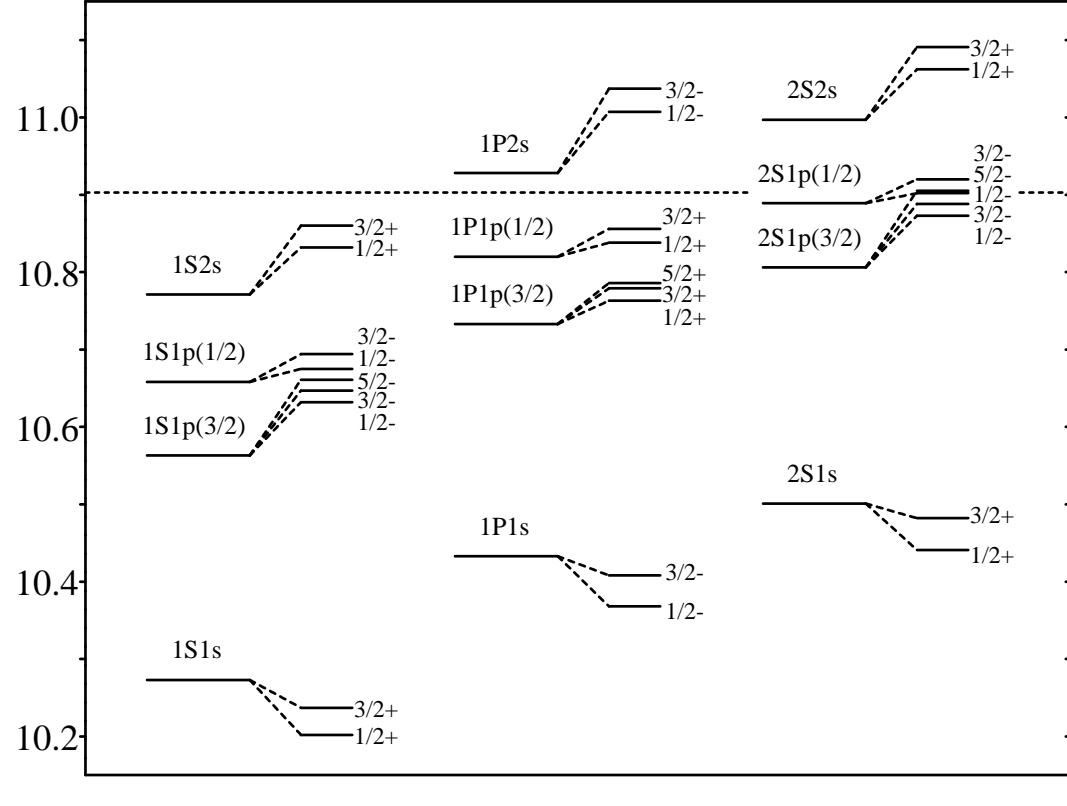 11.0
10.8
10.6
10.4
10.2
1S2s
3/2+
1/2+
1S1p(1/2)
3/2-
1/2-
1S1p(3/2)
5/2-
3/2-
1/2-
1S1s
3/2+
1/2+
1P2s
3/2-
1/2-
1P1p(1/2)
3/2+
1/2+
1P1p(3/2)
5/2+
3/2+
1/2+
1P1s
3/2-
1/2-
2S2s
3/2+
1/2+
2S1p(1/2)
3/2-
5/2-
1/2-
2S1p(3/2)
3/2-
1/2-
2S1s
3/2+
1/2+